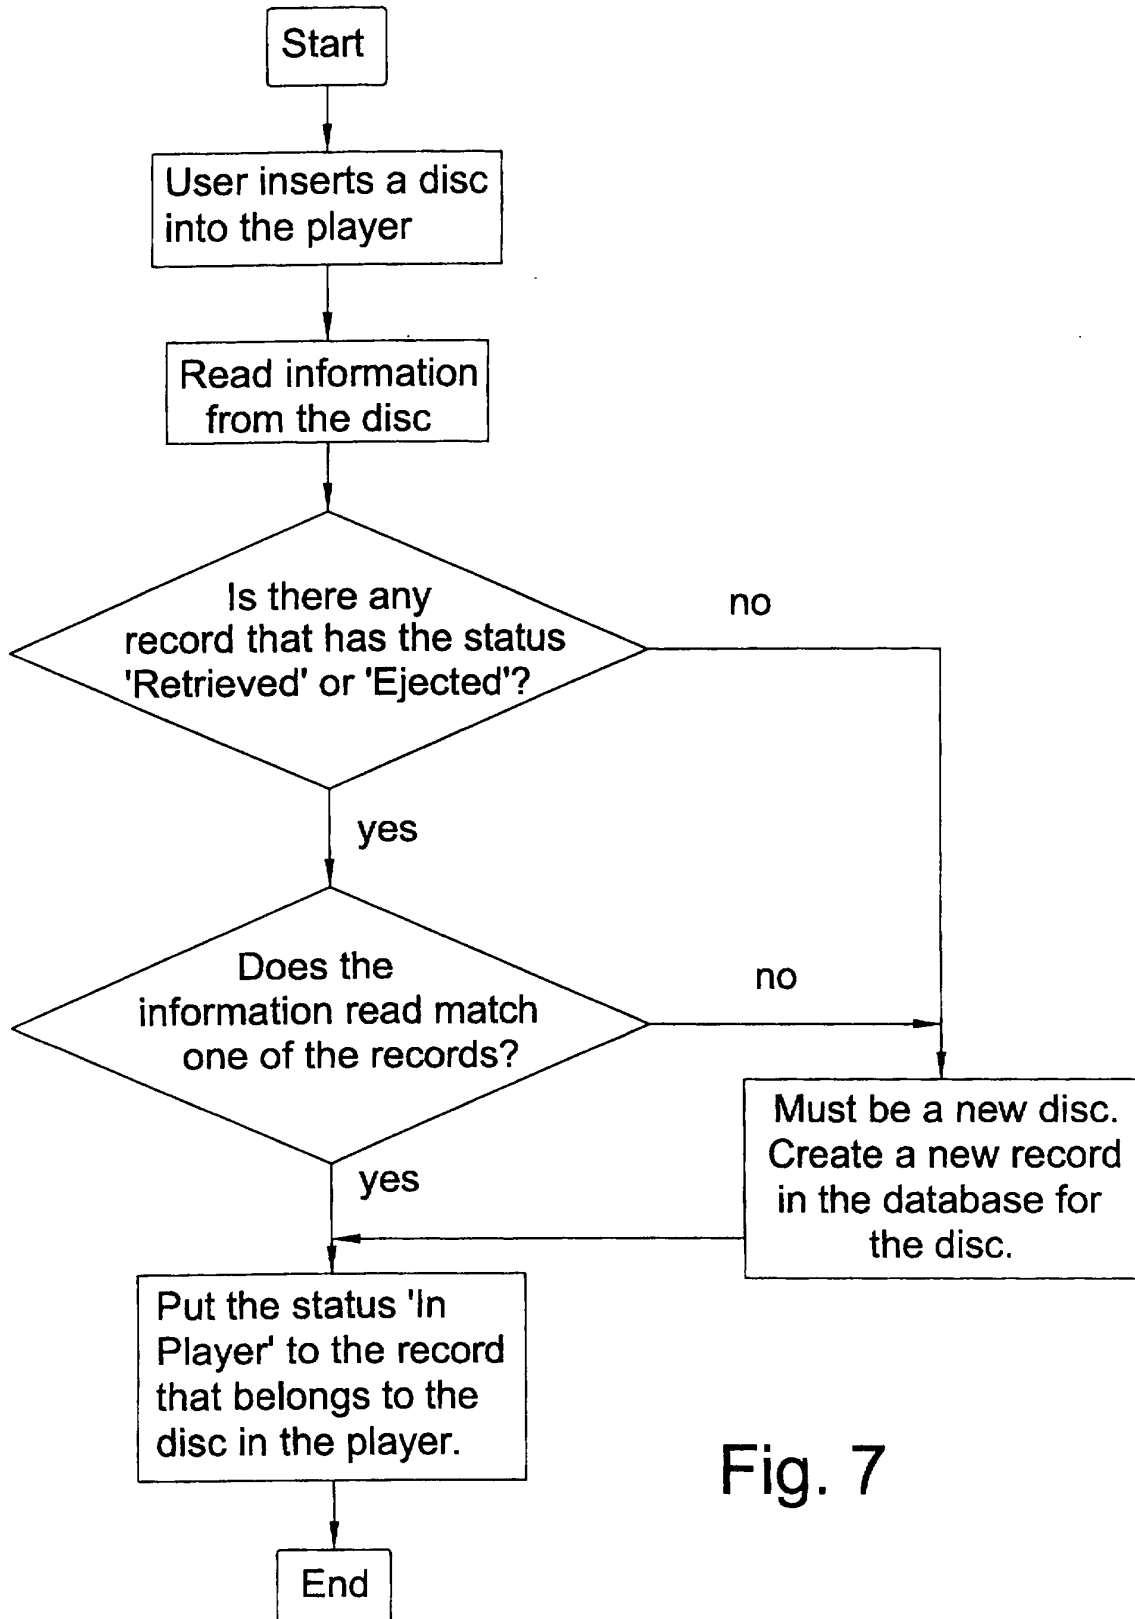 Start
User inserts a disc
into the player
Read information
from the disc
Is there any
record that has the status
'Retrieved' or 'Ejected'?
no
yes
Does the
information read match
one of the records?
no
yes
Must be a new disc.
Create a new record
in the database for
the disc.
Put the status 'In
Player' to the record
that belongs to the
disc in the player.
End
Fig. 7